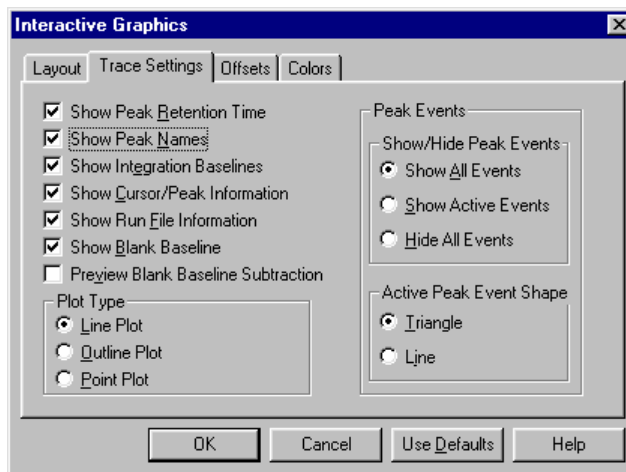 Interactive Graphics
Layout Trace Settings Offsets Colors
Show Peak Retention Time
Show Peak Names
Show Integration Baselines
Show Cursor/Peak Information
Show Run File Information
Show Blank Baseline
Preview Blank Baseline Subtraction
Plot Type
Line Plot
Outline Plot
Point Plot
Peak Events
Show/Hide Peak Events
Show All Events
Show Active Events
Hide All Events
Active Peak Event Shape
Triangle
Line
OK Cancel Use Defaults Help